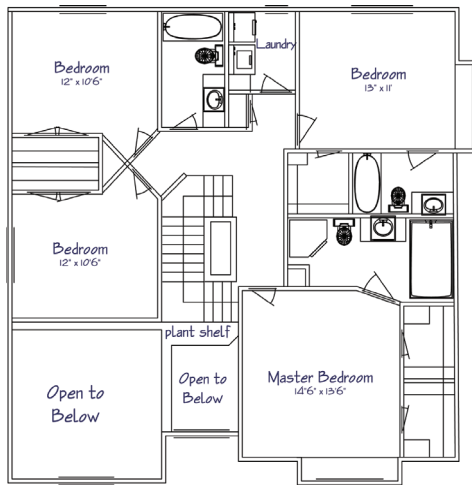 Laundry
Bedroom
12" x 10'6"
Bedroom
13" x 11'
Bedroom
12" x 10'6"
plant shelf
Open to
Below
Open to
Below
Master Bedroom
14'6" x 13'6"